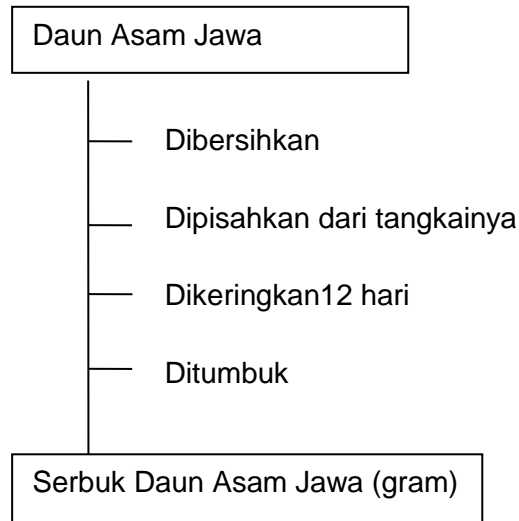 Daun Asam Jawa
Dibersihkan
Dipisahkan dari tangkainya
Dikeringkan12 hari
Ditumbuk
Serbuk Daun Asam Jawa (gram)